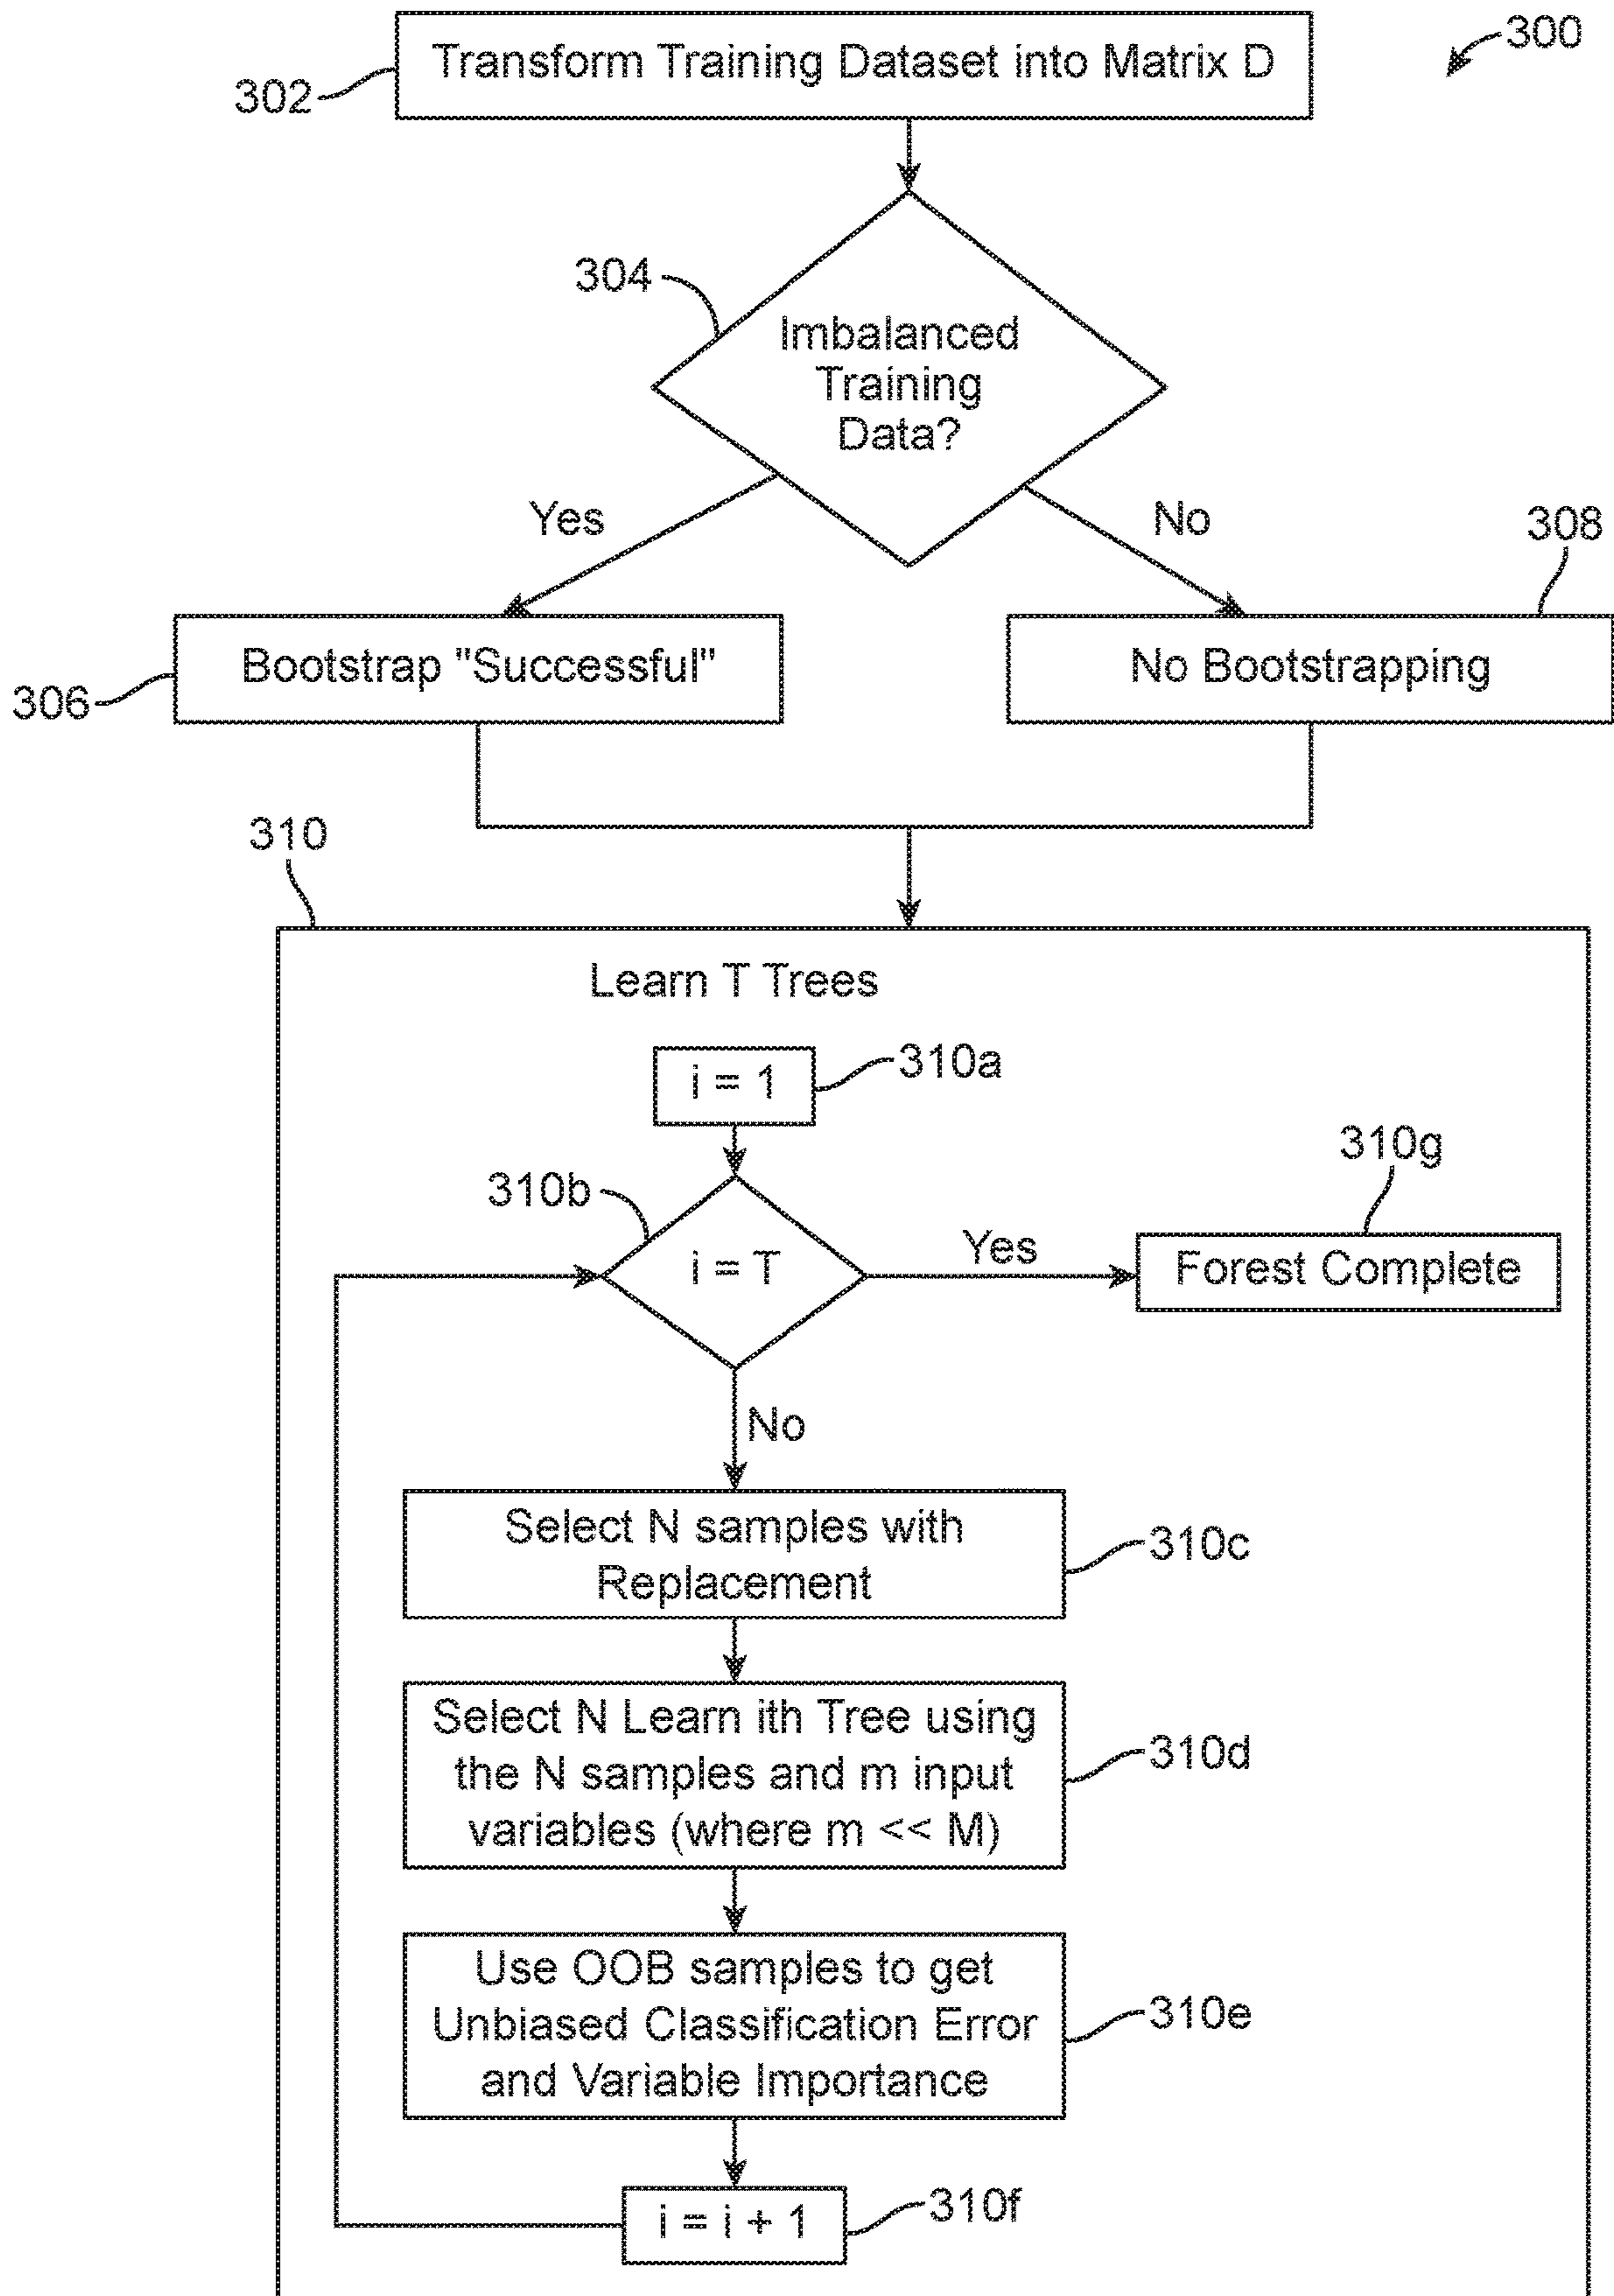 300
Transform Training Dataset into Matrix D
302
304
Imbalanced
Training
Data?
Yes
No
308
Bootstrap "Successful"
No Bootstrapping
306
310
Learn T Trees
i = 1
310a
310g
310b
i = T
Yes
Forest Complete
No
Select N samples with
Replacement
310c
Select N Learn ith Tree using
the N samples and m input
variables (where m << M)
310d
Use OOB samples to get
Unbiased Classification Error
and Variable Importance
310e
i = i + 1
310f